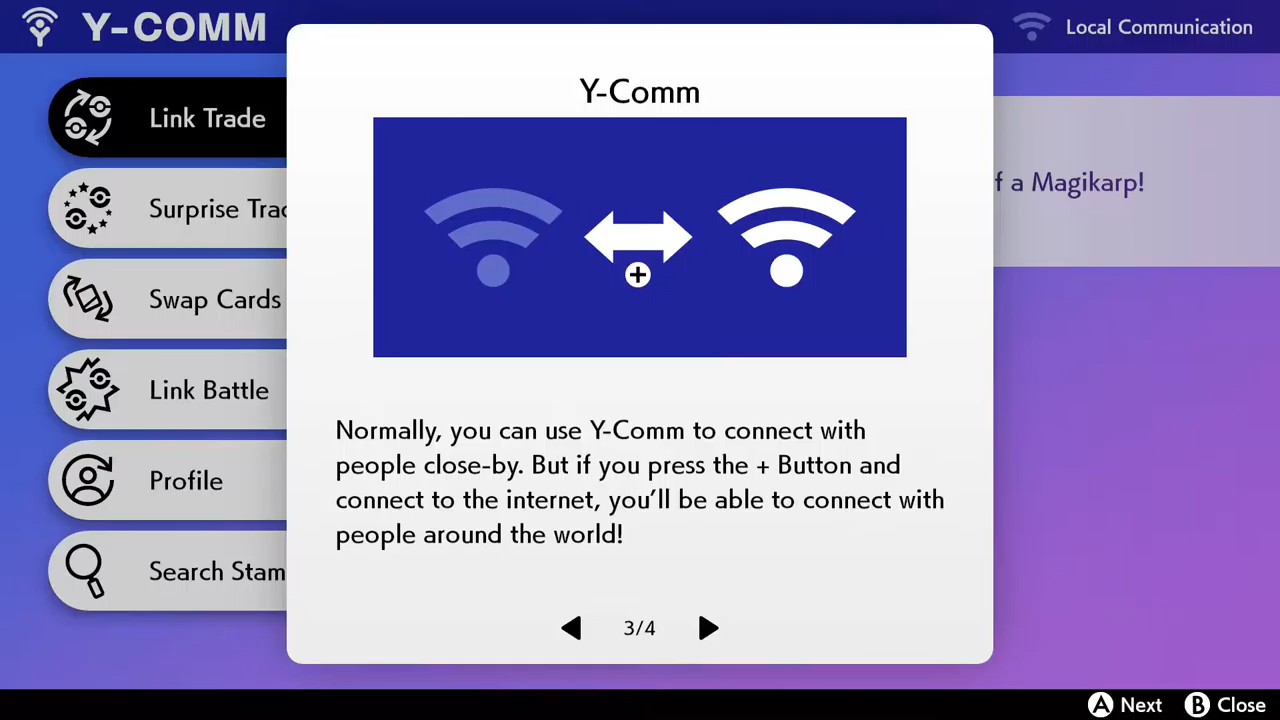 Y-COMM
Local Communication
Link Trade
Surprise Trad
Swap Cards
Link Battle
Profile
Search Stam
f a Magikarp!
Y-Comm
Normally, you can use Y-Comm to connect with
people close-by. But if you press the + Button and
connect to the internet, you'll be able to connect with
people around the world!
3/4
A Next
B Close